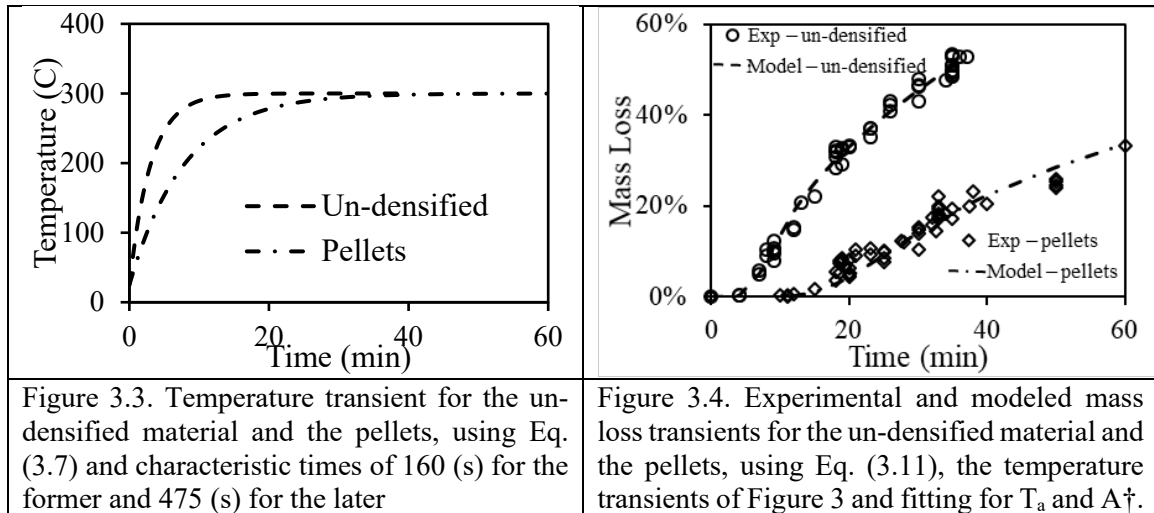 400
300
200
100
0
Temperature (C)
Un-densified
Pellets
0
20
40
60
Time (min)
60%
40%
20%
0%
Mass Loss
Exp – un-densified
Model – un-densified
Exp – pellets
Model – pellets
0
20
40
60
Time (min)
Figure 3.3. Temperature transient for the un-
densified material and the pellets, using Eq.
(3.7) and characteristic times of 160 (s) for the
former and 475 (s) for the later
Figure 3.4. Experimental and modeled mass
loss transients for the un-densified material and
the pellets, using Eq. (3.11), the temperature
transients of Figure 3 and fitting for Ta and A†.